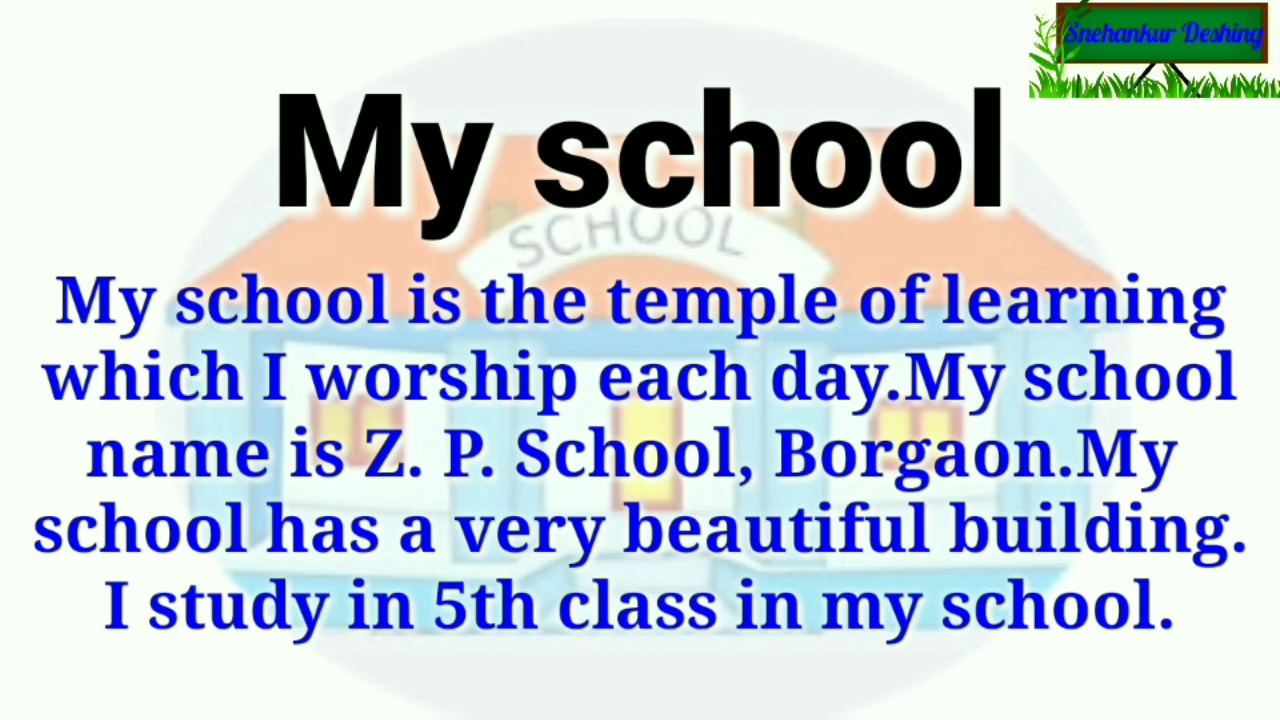 Snehankur Deshing
My school
SCHOOL
My school is the temple of learning
which I worship each day.My school
name is Z. P. School, Borgaon.My
school has a very beautiful building.
I study in 5th class in my school.